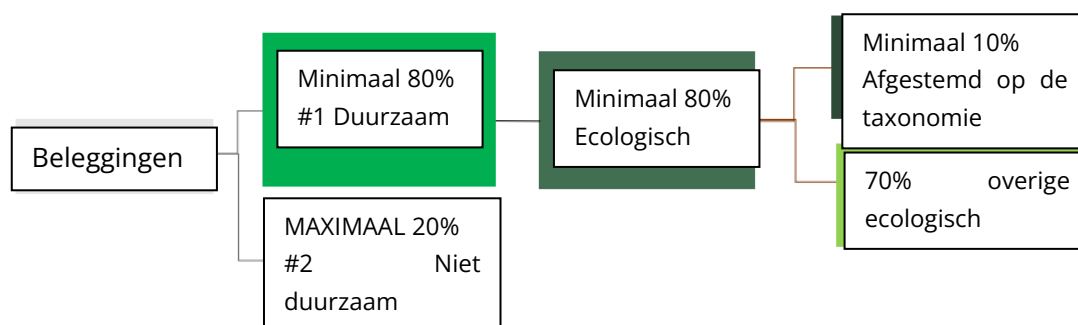 Beleggingen
Minimaal 80%
#1 Duurzaam
MAXIMAAL 20%
#2 Niet
duurzaam
Minimaal 80%
Ecologisch
Minimaal 10%
Afgestemd op de
taxonomie
70% overige
ecologisch